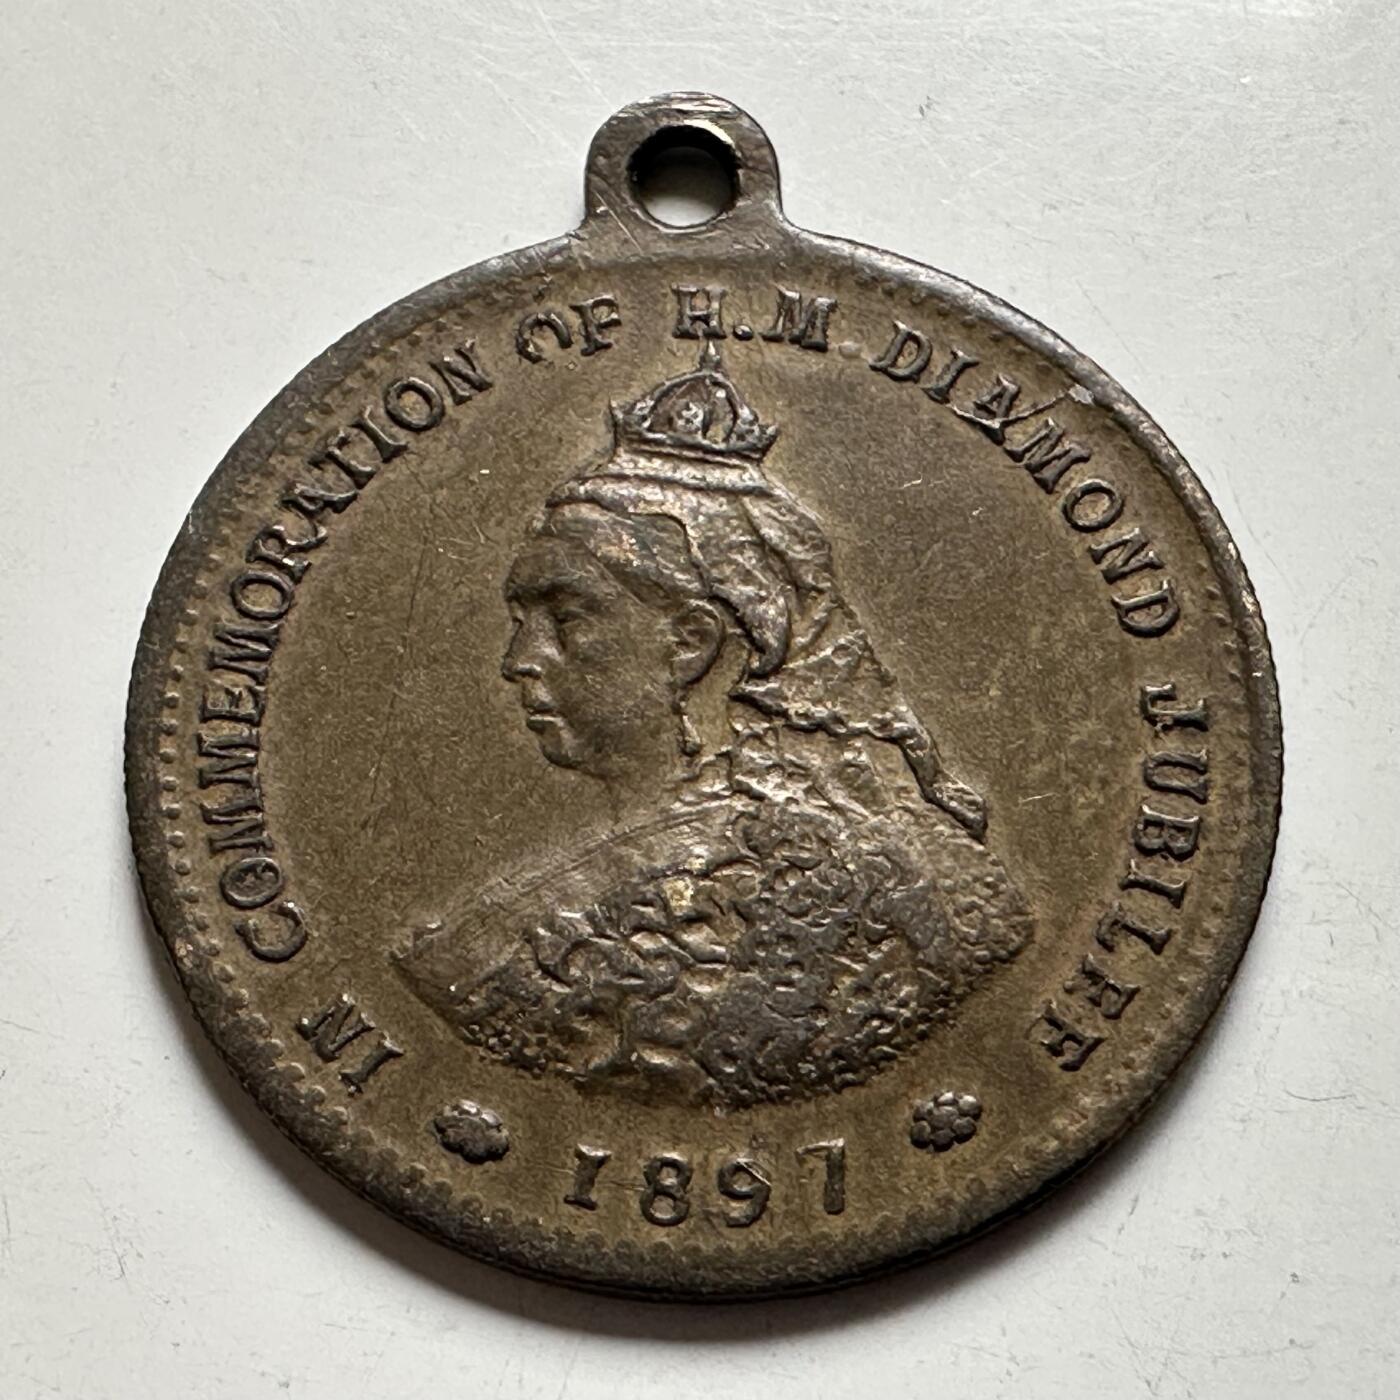 IN COMMEMORATION OF H.M. DIAMOND JUBILEE
1897